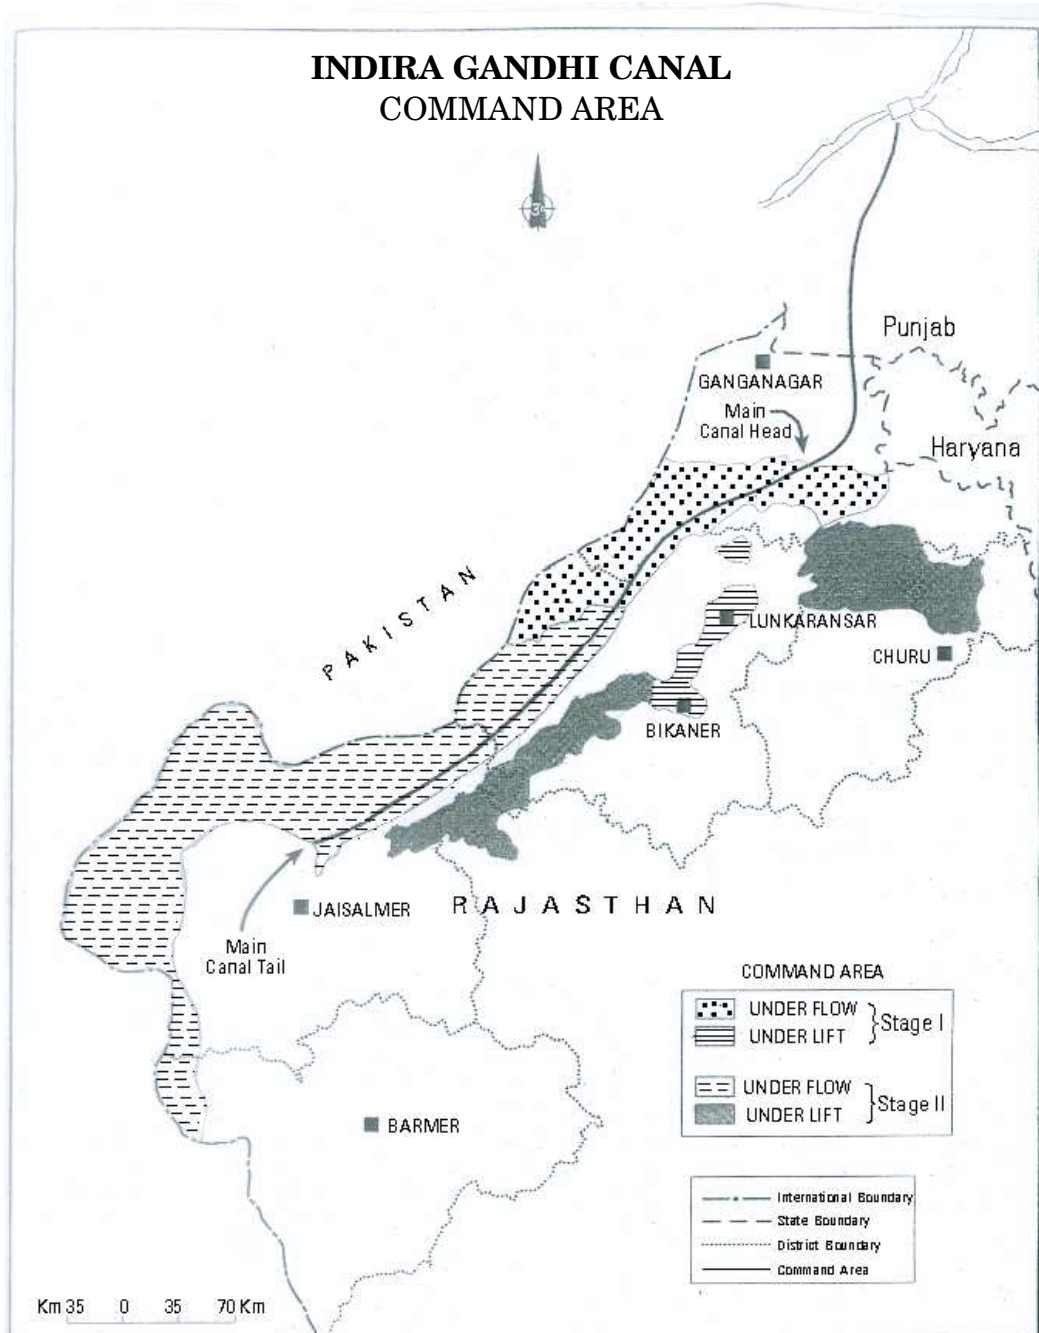 INDIRA GANDHI CANAL
COMMAND AREA
Punjab
GANGANAGAR
Main
Canal Head
Haryana
PAKISTAN
LUNKARANSAR
CHURU
BIKANER
JAISALMER
RAJASTHAN
Main
Canal Tail
COMMAND AREA
UNDER FLOW
UNDER LIFT
Stage I
UNDER FLOW
UNDER LIFT
Stage II
BARMER
International Boundary
State Boundary
District Boundary
Command Area
Km 35 0 35 70 Km